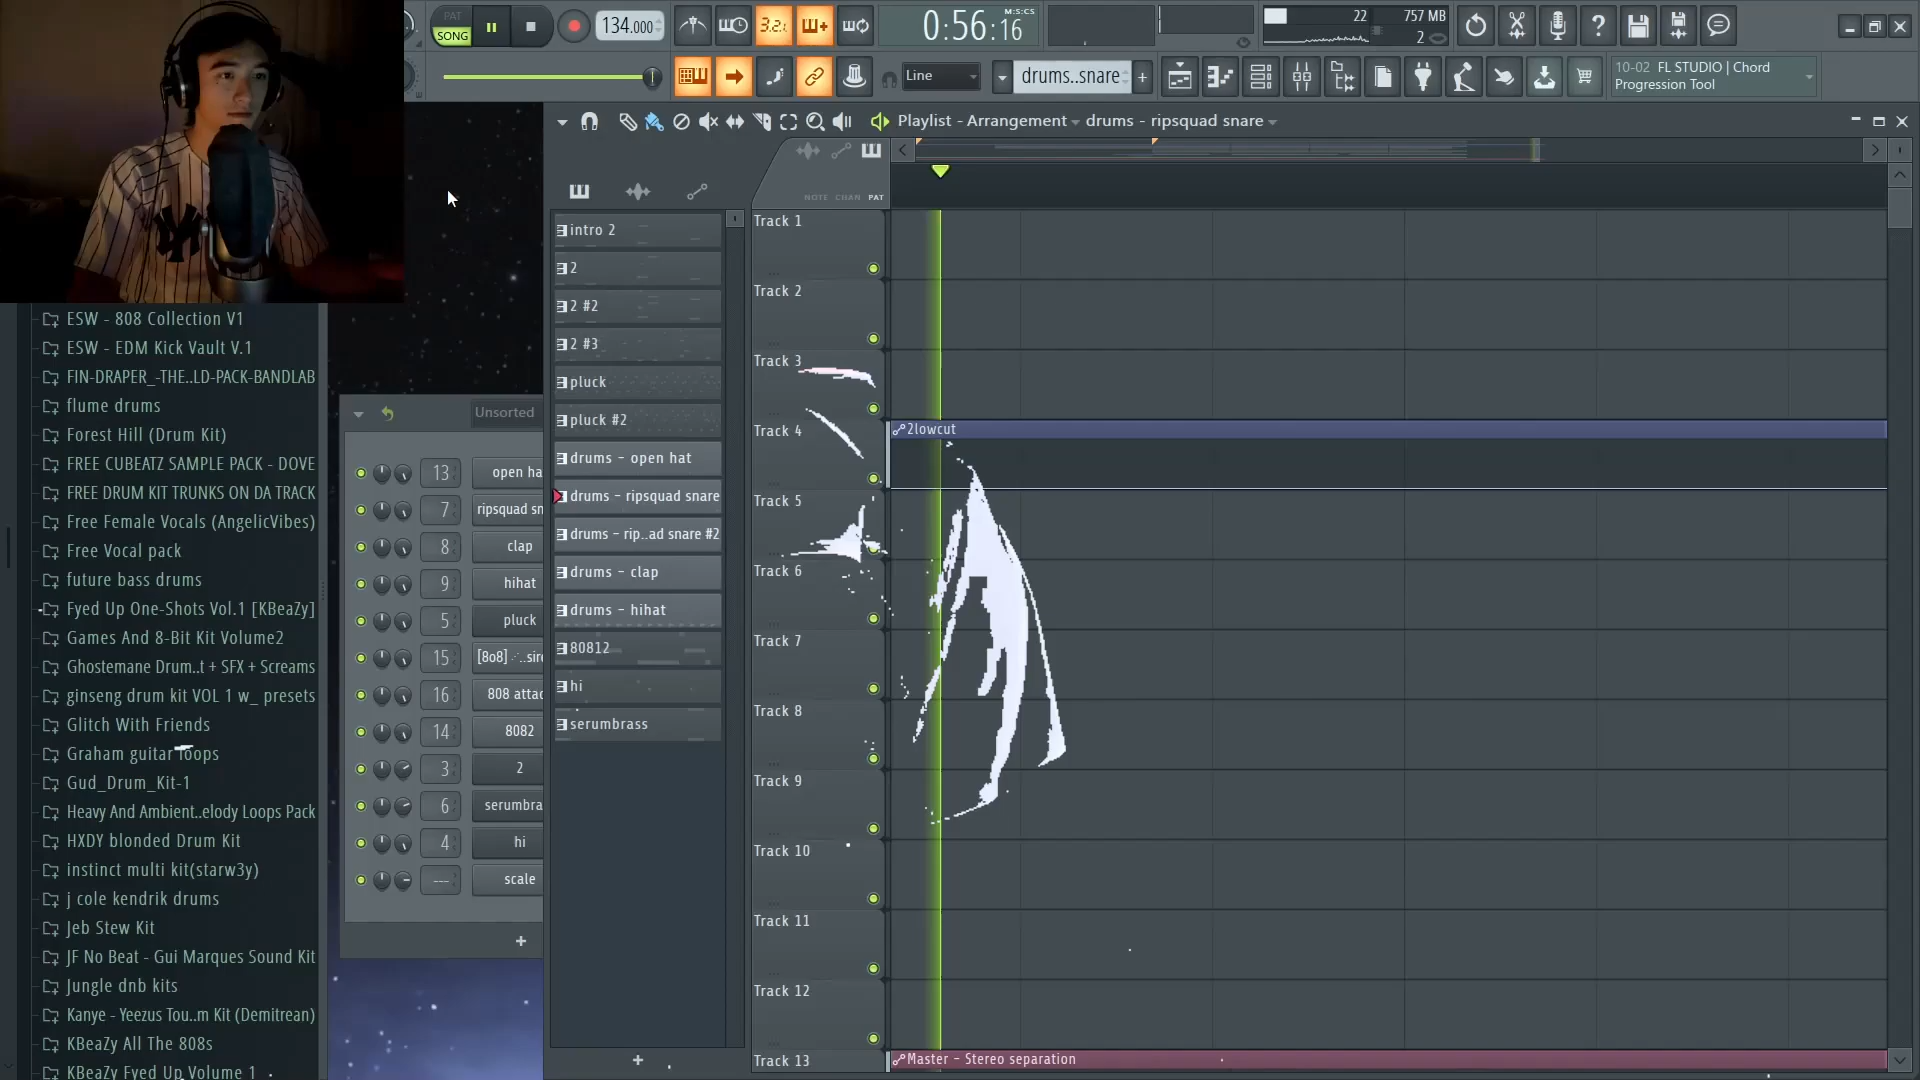 PAT
SONG
134.000
3.2.1
0:56:16
M:S:CS
22
757 MB
2
Line
drums..snare
10-02 FL STUDIO | Chord
Progression Tool
Playlist - Arrangement
drums - ripsquad snare
NOTE CHAN PAT
intro 2
2
2 #2
2 #3
pluck
pluck #2
drums - open hat
drums - ripsquad snare
drums - rip..ad snare #2
drums - clap
drums - hihat
80812
hi
serumbrass
Track 1
Track 2
Track 3
Track 4
Track 5
Track 6
Track 7
Track 8
Track 9
Track 10
Track 11
Track 12
Track 13
2lowcut
Master - Stereo separation
ESW - 808 Collection V1
ESW - EDM Kick Vault V.1
FIN-DRAPER_-THE..LD-PACK-BANDLAB
flume drums
Forest Hill (Drum Kit)
FREE CUBEATZ SAMPLE PACK - DOVE
FREE DRUM KIT TRUNKS ON DA TRACK
Free Female Vocals (AngelicVibes)
Free Vocal pack
future bass drums
Fyed Up One-Shots Vol.1 [KBeaZy]
Games And 8-Bit Kit Volume2
Ghostemane Drum..t + SFX + Screams
ginseng drum kit VOL 1 w_ presets
Glitch With Friends
Graham guitar loops
Gud_Drum_Kit-1
Heavy And Ambient..elody Loops Pack
HXDY blonded Drum Kit
instinct multi kit(starw3y)
j cole kendrik drums
Jeb Stew Kit
JF No Beat - Gui Marques Sound Kit
Jungle dnb kits
Kanye - Yeezus Tou..m Kit (Demitrean)
KBeaZy All The 808s
KBeaZy Fyed Up Volume 1
Unsorted
13 open ha
7 ripsquad sn
8 clap
9 hihat
5 pluck
15
16 808 attac
14 8082
3 2
6 serumbra
4 hi
--- scale